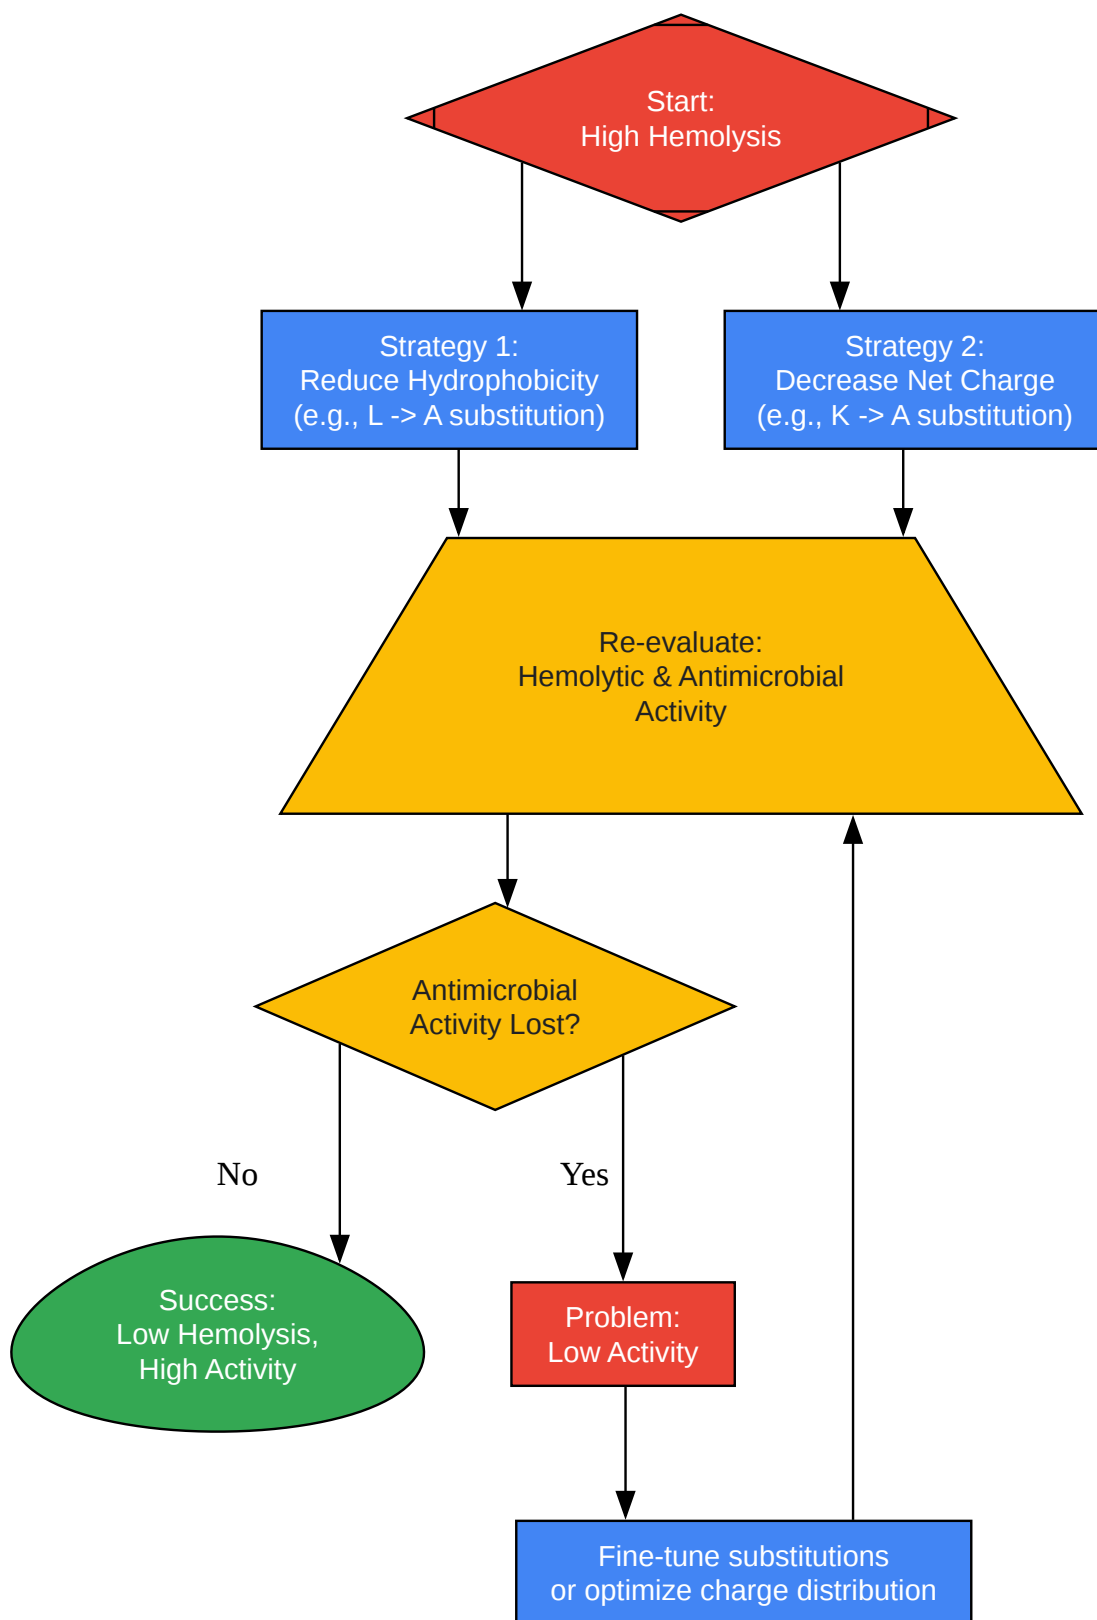 Start:
High Hemolysis
Strategy 1:
Reduce Hydrophobicity
(e.g., L -> A substitution)
Strategy 2:
Decrease Net Charge
(e.g., K -> A substitution)
Re-evaluate:
Hemolytic & Antimicrobial
Activity
Antimicrobial
Activity Lost?
No
Yes
Success:
Low Hemolysis,
High Activity
Problem:
Low Activity
Fine-tune substitutions
or optimize charge distribution